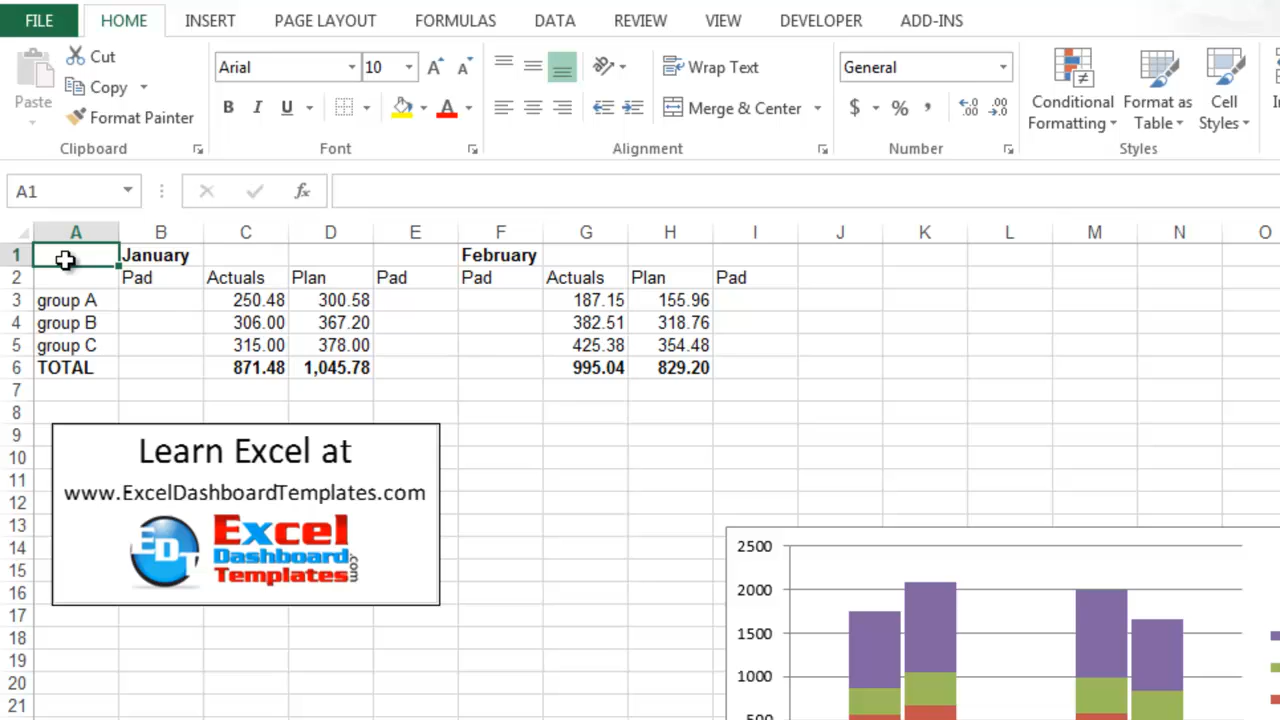 FILE HOME INSERT PAGE LAYOUT FORMULAS DATA REVIEW VIEW DEVELOPER ADD-INS
Paste
Cut
Copy
Format Painter
Clipboard
Arial 10
B I U
Font
Wrap Text
Merge & Center
Alignment
General
$ % ,
Number
Conditional Formatting
Format as Table
Cell Styles
Styles
A1 fx
A B C D E F G H I J K L M N O
1 January February
2 Pad Actuals Plan Pad Pad Actuals Plan Pad
3 group A 250.48 300.58 187.15 155.96
4 group B 306.00 367.20 382.51 318.76
5 group C 315.00 378.00 425.38 354.48
6 TOTAL 871.48 1,045.78 995.04 829.20
7
8
9
10
11
12
13
14
15
16
17
18
19
20
21
Learn Excel at
www.ExcelDashboardTemplates.com
EDT
Excel
Dashboard
Templates.com
2500
2000
1500
1000
500